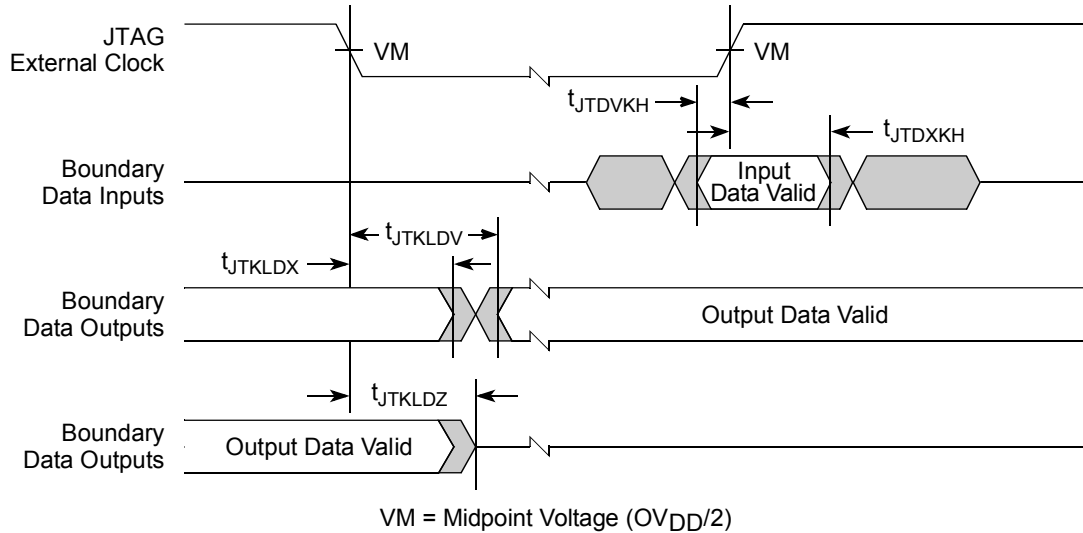 JTAG
External Clock
VM
VM
tJTDVKH
tJTDXKH
Boundary
Data Inputs
Input
Data Valid
tJTKLDV
tJTKLDX
Boundary
Data Outputs
Output Data Valid
tJTKLDZ
Boundary
Data Outputs
Output Data Valid
VM = Midpoint Voltage (OVDD/2)